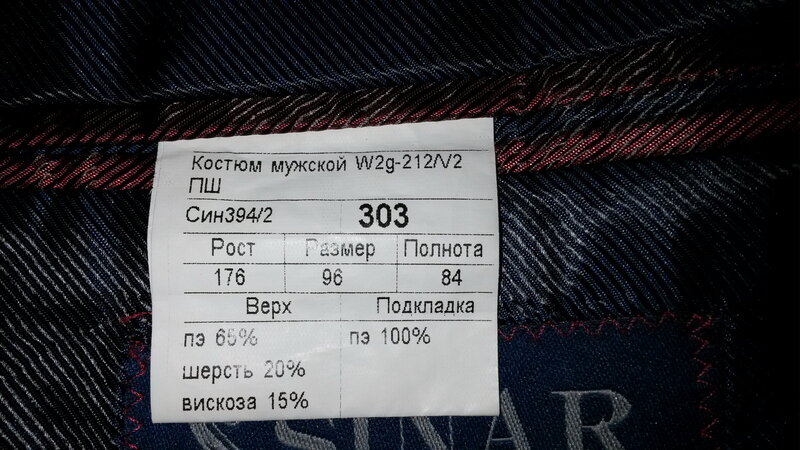 Костюм мужской W2g-212/V2
ПШ
Син394/2 303
Рост Размер Полнота
176 96 84
Верх Подкладка
пэ 65% пэ 100%
шерсть 20%
вискоза 15%
SINAR